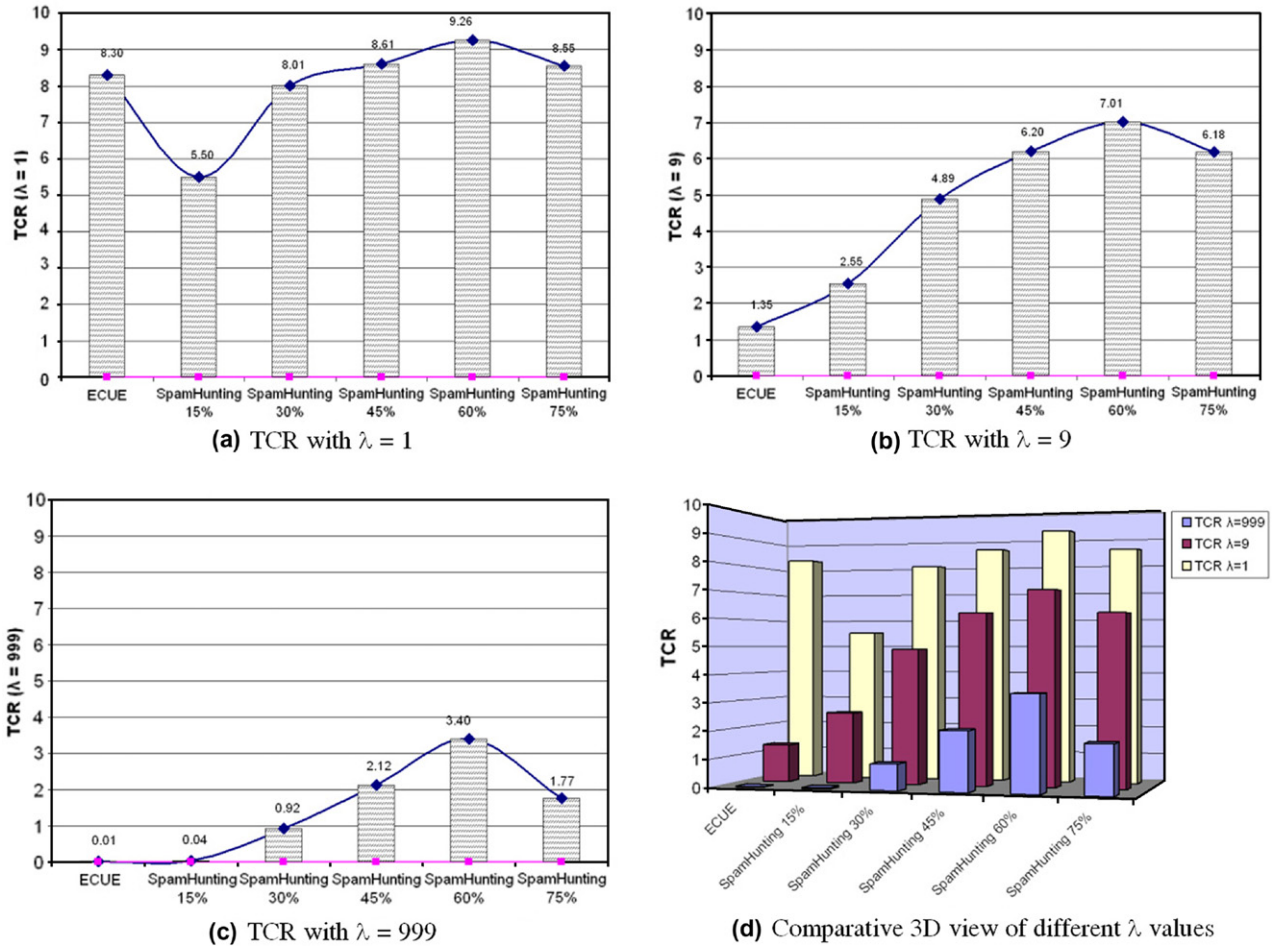 10
9
8
7
6
5
4
3
2
1
0
TCR (λ = 1)
8.30
5.50
8.01
8.61
9.26
8.55
ECUE
SpamHunting 15%
SpamHunting 30%
SpamHunting 45%
SpamHunting 60%
SpamHunting 75%
(a) TCR with λ = 1
10
9
8
7
6
5
4
3
2
1
0
TCR (λ = 9)
1.35
2.55
4.89
6.20
7.01
6.18
ECUE
SpamHunting 15%
SpamHunting 30%
SpamHunting 45%
SpamHunting 60%
SpamHunting 75%
(b) TCR with λ = 9
10
9
8
7
6
5
4
3
2
1
0
TCR (λ = 999)
0.01
0.04
0.92
2.12
3.40
1.77
ECUE
SpamHunting 15%
SpamHunting 30%
SpamHunting 45%
SpamHunting 60%
SpamHunting 75%
(c) TCR with λ = 999
10
9
8
7
6
5
4
3
2
1
0
TCR
TCR λ=999
TCR λ=9
TCR λ=1
ECUE
SpamHunting 15%
SpamHunting 30%
SpamHunting 45%
SpamHunting 60%
SpamHunting 75%
(d) Comparative 3D view of different λ values